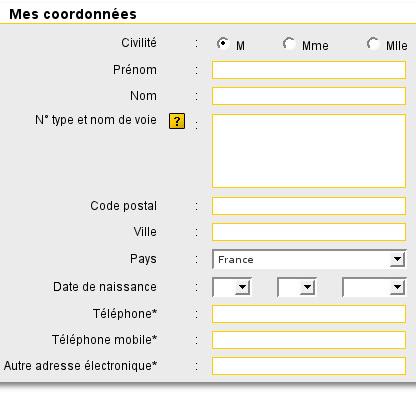 Mes coordonnées
Civilité : M Mme Mlle
Prénom :
Nom :
N° type et nom de voie ? :
Code postal :
Ville :
Pays : France
Date de naissance :
Téléphone* :
Téléphone mobile* :
Autre adresse électronique* :